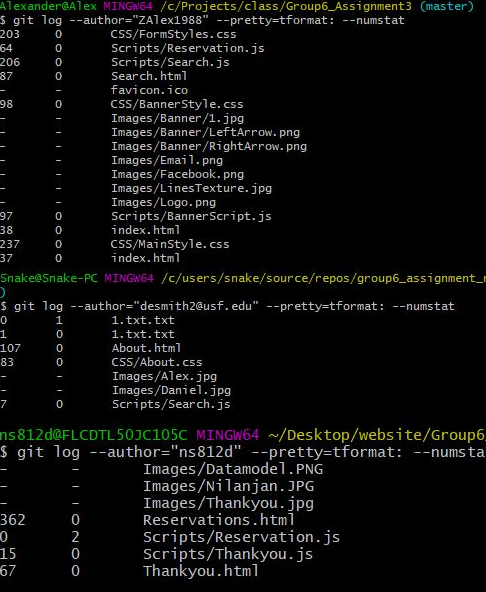 Alexander@Alex MINGW64 /c/Projects/class/Group6_Assignment3 (master)
$ git log --author="ZAlex1988" --pretty=tformat: --numstat
203 0 CSS/FormStyles.css
64 0 Scripts/Reservation.js
206 0 Scripts/Search.js
87 0 Search.html
- - favicon.ico
98 0 CSS/BannerStyle.css
- - Images/Banner/1.jpg
- - Images/Banner/LeftArrow.png
- - Images/Banner/RightArrow.png
- - Images/Email.png
- - Images/Facebook.png
- - Images/LinesTexture.jpg
- - Images/Logo.png
97 0 Scripts/BannerScript.js
38 0 index.html
237 0 CSS/MainStyle.css
37 0 index.html
Snake@Snake-PC MINGW64 /c/users/snake/source/repos/group6_assignment_
)
$ git log --author="desmith2@usf.edu" --pretty=tformat: --numstat
0 1 1.txt.txt
1 0 1.txt.txt
107 0 About.html
83 0 CSS/About.css
- - Images/Alex.jpg
- - Images/Daniel.jpg
7 0 Scripts/Search.js
ns812d@FLCDTL50JC105C MINGW64 ~/Desktop/website/Group6
$ git log --author="ns812d" --pretty=tformat: --numsta
- - Images/Datamodel.PNG
- - Images/Nilanjan.JPG
- - Images/Thankyou.jpg
362 0 Reservations.html
0 2 Scripts/Reservation.js
15 0 Scripts/Thankyou.js
67 0 Thankyou.html